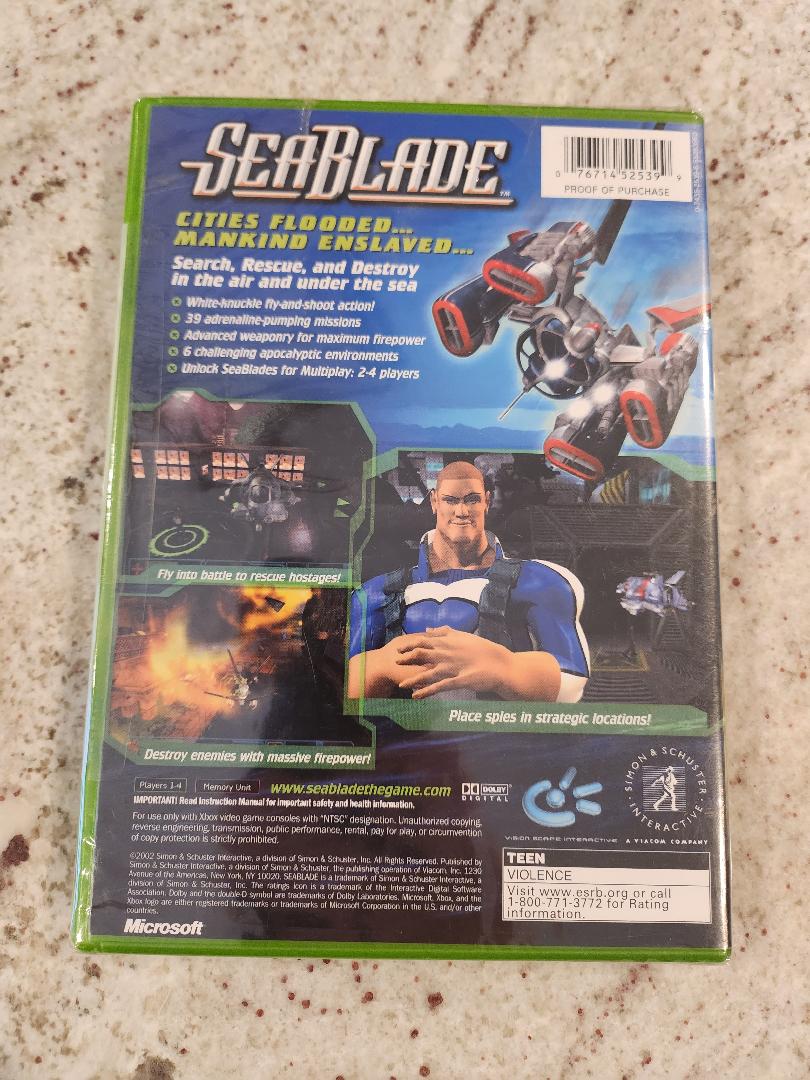 SEABLADE™
0 76714 52539 9
PROOF OF PURCHASE
CITIES FLOODED...
MANKIND ENSLAVED...
Search, Rescue, and Destroy
in the air and under the sea
White-knuckle fly-and-shoot action!
39 adrenaline-pumping missions
Advanced weaponry for maximum firepower
6 challenging apocalyptic environments
Unlock SeaBlades for Multiplay: 2-4 players
Fly into battle to rescue hostages!
Place spies in strategic locations!
Destroy enemies with massive firepower!
Players 1-4
Memory Unit
www.seabladethegame.com
DOLBY
DIGITAL
VISION SCAPE INTERACTIVE
SIMON & SCHUSTER
INTERACTIVE
A VIACOM COMPANY
IMPORTANT! Read Instruction Manual for important safety and health information.
For use only with Xbox video game consoles with "NTSC" designation. Unauthorized copying,
reverse engineering, transmission, public performance, rental, pay for play, or circumvention
of copy protection is strictly prohibited.
©2002 Simon & Schuster Interactive, a division of Simon & Schuster, Inc. All Rights Reserved. Published by
Simon & Schuster Interactive, a division of Simon & Schuster, Inc., the publishing operation of Viacom, Inc. 1230
Avenue of the Americas, New York, NY 10020. SEABLADE is a trademark of Simon & Schuster Interactive, a
division of Simon & Schuster, Inc. The ratings icon is a trademark of the Interactive Digital Software
Association. Dolby and the double-D symbol are trademarks of Dolby Laboratories. Microsoft, Xbox, and the
Xbox logo are either registered trademarks or trademarks of Microsoft Corporation in the U.S. and/or other
countries.
Microsoft
TEEN
VIOLENCE
Visit www.esrb.org or call
1-800-771-3772 for Rating
information.